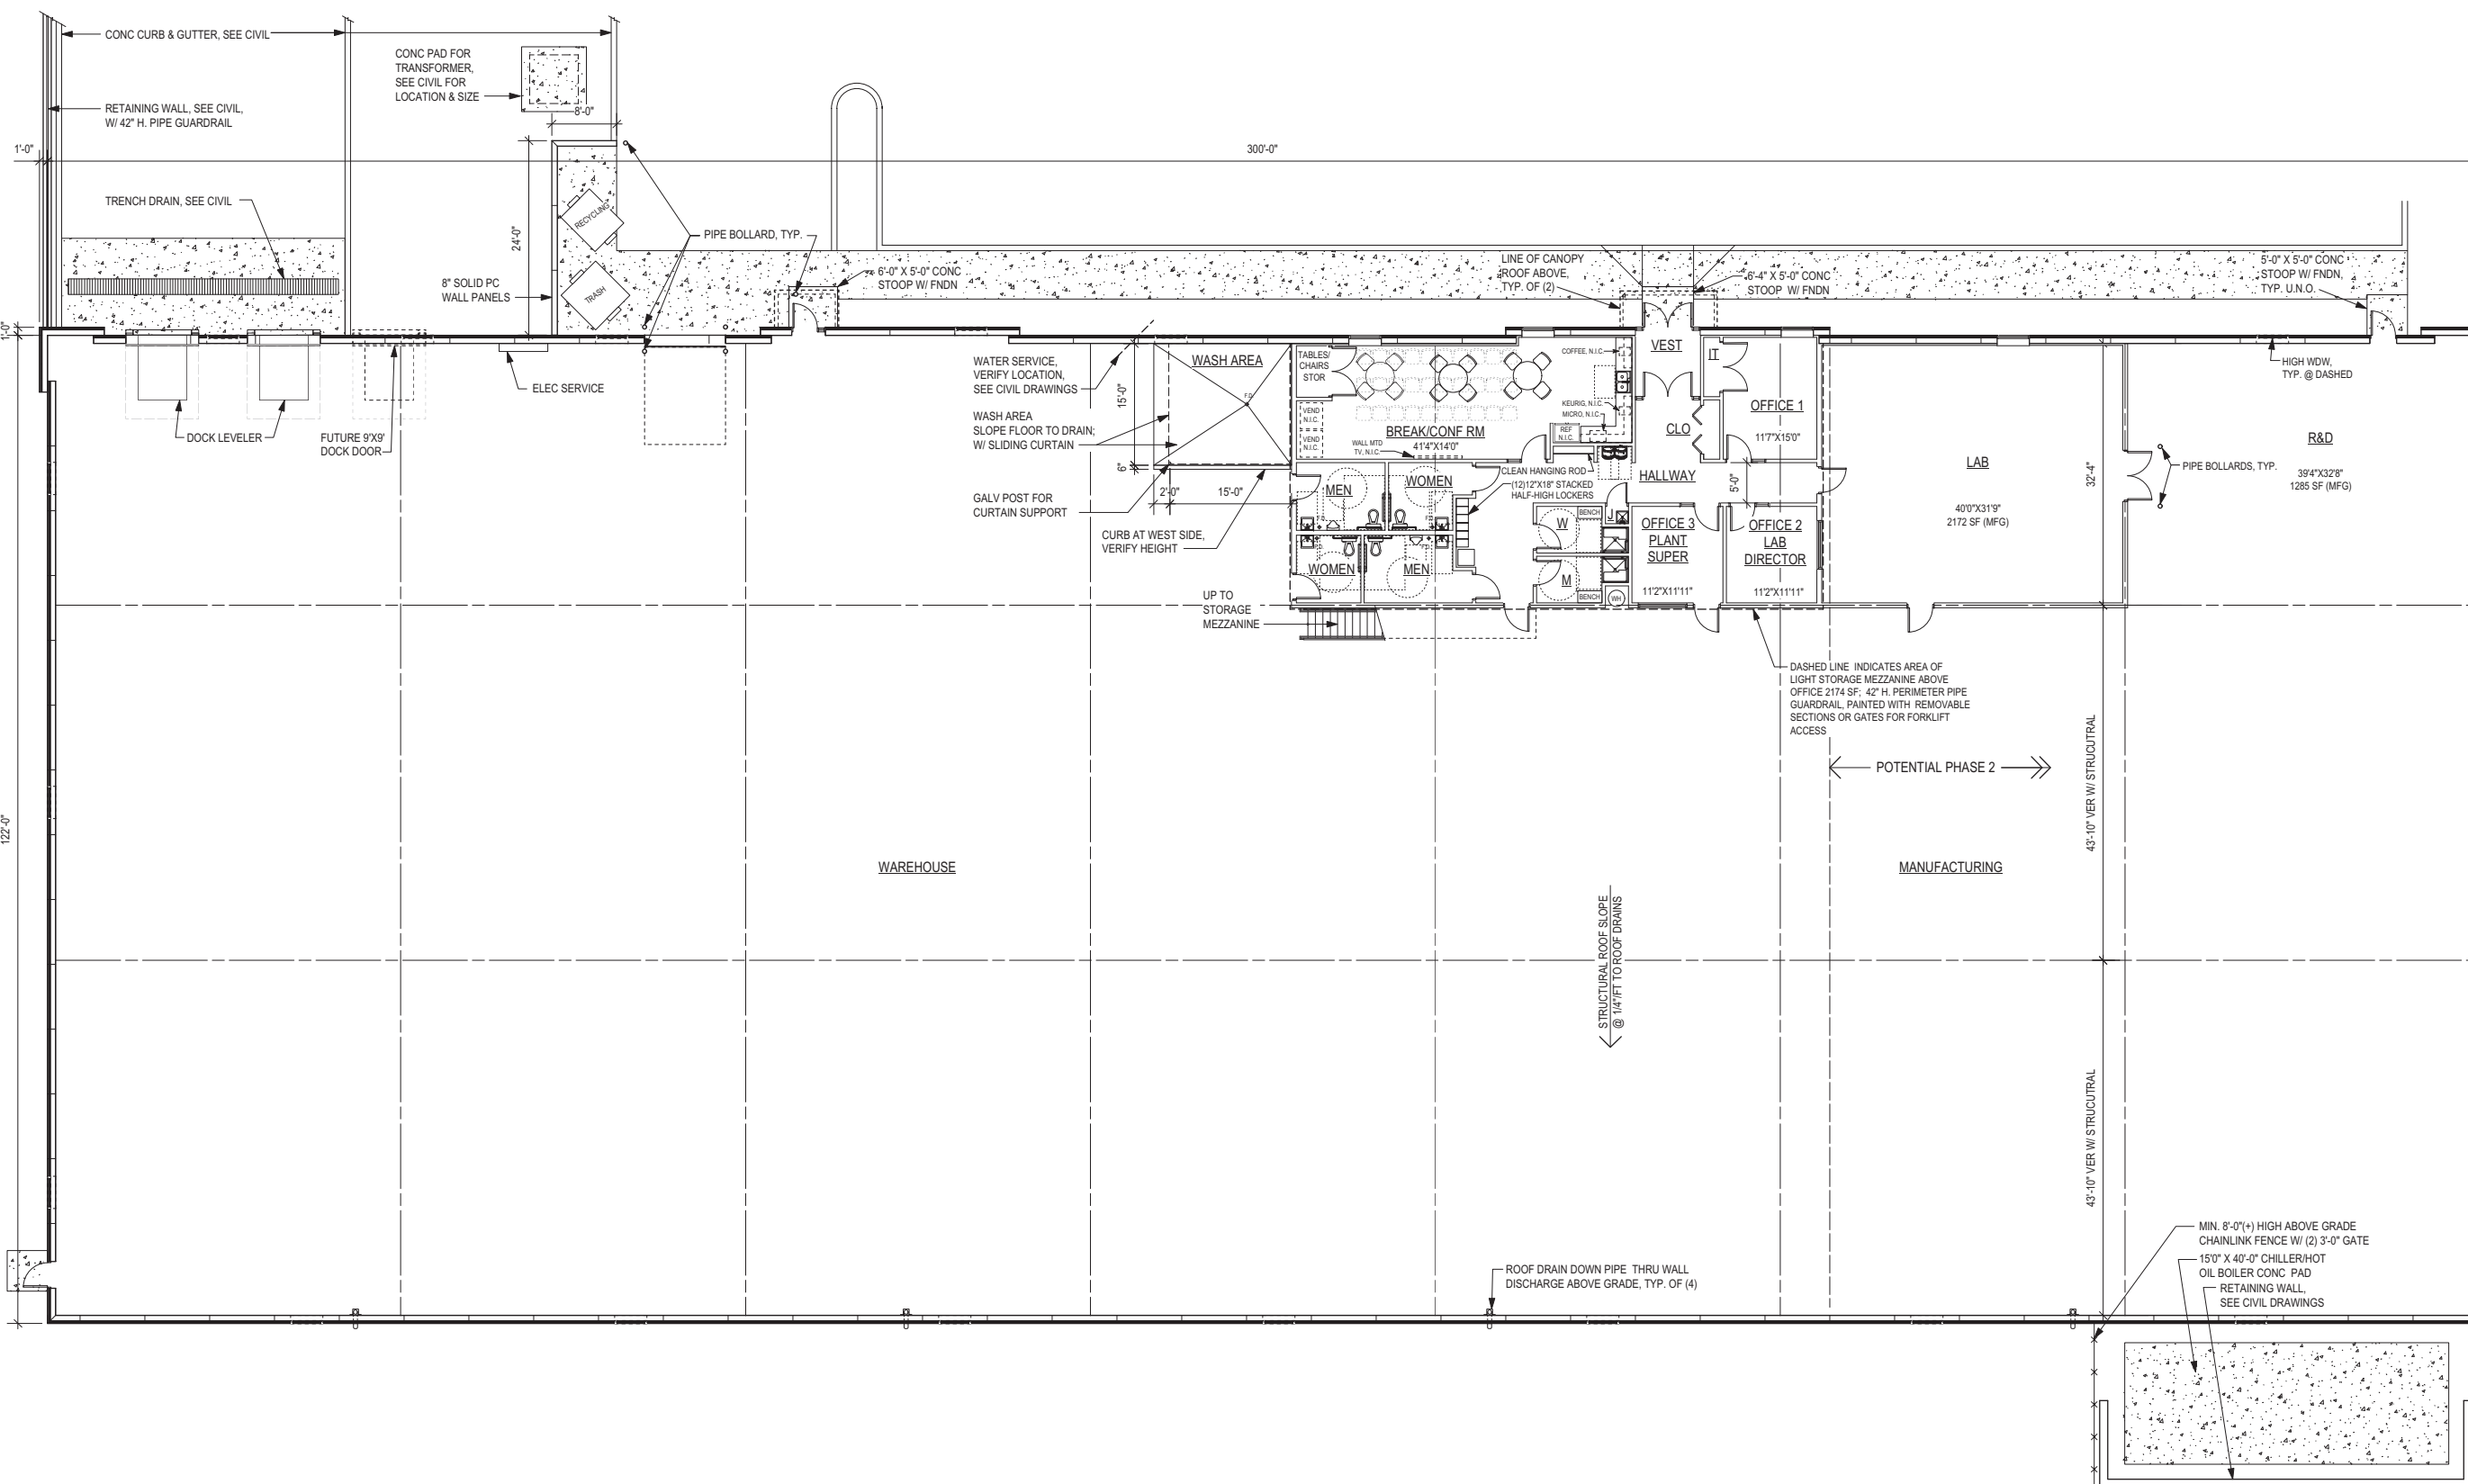 CONC CURB & GUTTER, SEE CIVIL
CONC PAD FOR
TRANSFORMER,
SEE CIVIL FOR
LOCATION & SIZE
RETAINING WALL, SEE CIVIL,
W/ 42" H. PIPE GUARDRAIL
8'-0"
1'-0"
300'-0"
TRENCH DRAIN, SEE CIVIL
RECYCLING
24'-0"
PIPE BOLLARD, TYP.
8" SOLID PC
WALL PANELS
TRASH
6'-0" X 5'-0" CONC
STOOP W/ FNDN
LINE OF CANOPY
ROOF ABOVE,
TYP. OF (2)
6'-4" X 5'-0" CONC
STOOP W/ FNDN
5'-0" X 5'-0" CONC
STOOP W/ FNDN,
TYP. U.N.O.
1'-0"
DOCK LEVELER
FUTURE 9'X9'
DOCK DOOR
ELEC SERVICE
WATER SERVICE,
VERIFY LOCATION,
SEE CIVIL DRAWINGS
WASH AREA
SLOPE FLOOR TO DRAIN;
W/ SLIDING CURTAIN
GALV POST FOR
CURTAIN SUPPORT
15'-0"
6"
2'-0"
15'-0"
WASH AREA
F.D.
CURB AT WEST SIDE,
VERIFY HEIGHT
TABLES/
CHAIRS
STOR
VEND
N.I.C.
VEND
N.I.C.
COFFEE, N.I.C.
KEURIG, N.I.C.
MICRO, N.I.C.
REF
N.I.C.
BREAK/CONF RM
41'4"X14'0"
WALL MTD
TV, N.I.C.
VEST
IT
OFFICE 1
11'7"X15'0"
CLO
HALLWAY
5'-0"
CLEAN HANGING ROD
(12)12"X18" STACKED
HALF-HIGH LOCKERS
MEN
WOMEN
WOMEN
MEN
W
BENCH
J
M
BENCH
WH
OFFICE 3
PLANT
SUPER
11'2"X11'11"
OFFICE 2
LAB
DIRECTOR
11'2"X11'11"
LAB
40'0"X31'9"
2172 SF (MFG)
32'-4"
HIGH WDW,
TYP. @ DASHED
R&D
39'4"X32'8"
1285 SF (MFG)
PIPE BOLLARDS, TYP.
UP TO
STORAGE
MEZZANINE
DASHED LINE INDICATES AREA OF
LIGHT STORAGE MEZZANINE ABOVE
OFFICE 2174 SF; 42" H. PERIMETER PIPE
GUARDRAIL, PAINTED WITH REMOVABLE
SECTIONS OR GATES FOR FORKLIFT
ACCESS
POTENTIAL PHASE 2
43'-10" VER W/ STRUCUTRAL
122'-0"
WAREHOUSE
MANUFACTURING
STRUCTURAL ROOF SLOPE
@ 1/4"/FT TO ROOF DRAINS
43'-10" VER W/ STRUCUTRAL
ROOF DRAIN DOWN PIPE THRU WALL
DISCHARGE ABOVE GRADE, TYP. OF (4)
MIN. 8'-0"(+) HIGH ABOVE GRADE
CHAINLINK FENCE W/ (2) 3'-0" GATE
15'0" X 40'-0" CHILLER/HOT
OIL BOILER CONC PAD
RETAINING WALL,
SEE CIVIL DRAWINGS